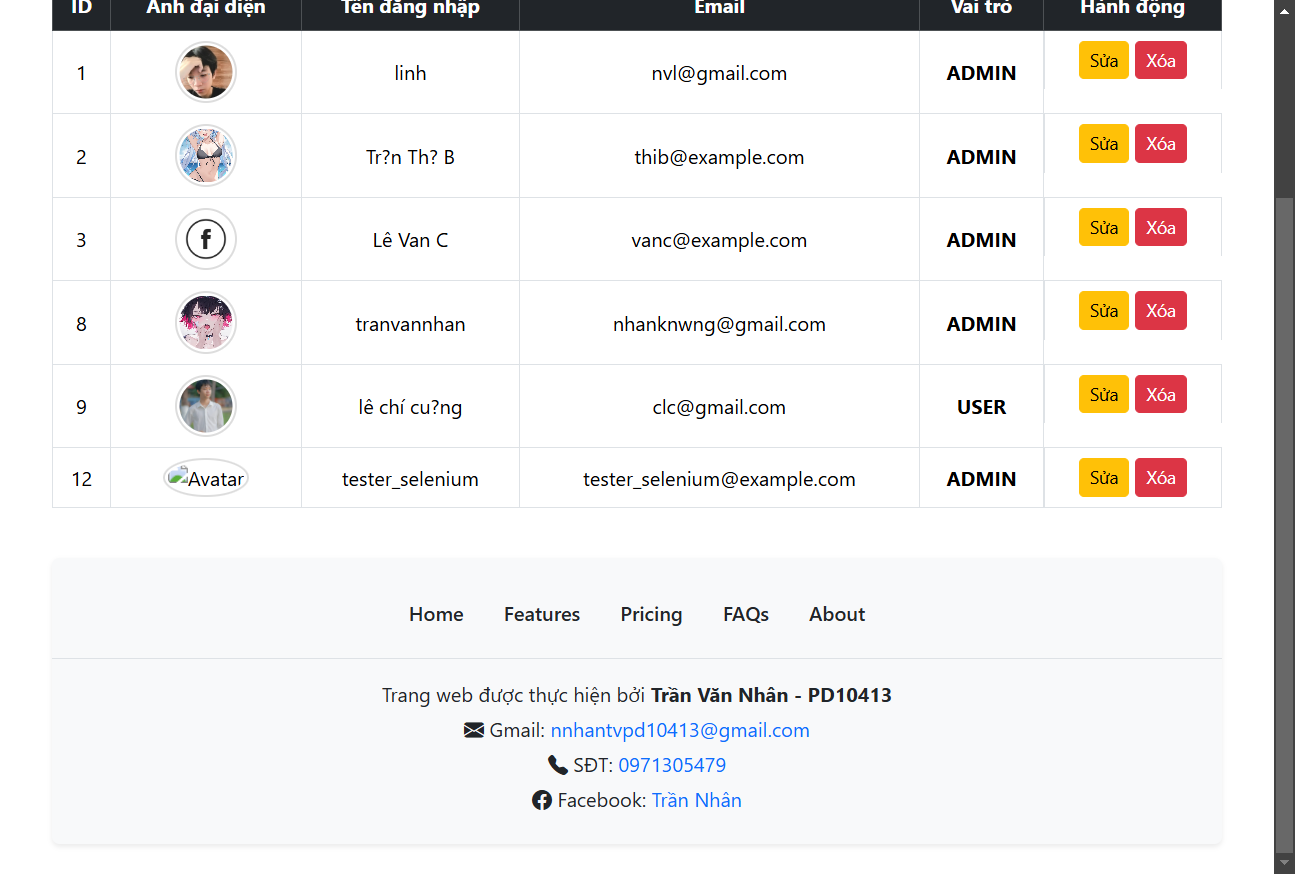 ID Ảnh đại diện Tên đăng nhập Email Vai trò Hành động
1 linh nvl@gmail.com ADMIN Sửa Xóa
2 Tr?n Th? B thib@example.com ADMIN Sửa Xóa
3 Lê Van C vanc@example.com ADMIN Sửa Xóa
8 tranvannhan nhanknwng@gmail.com ADMIN Sửa Xóa
9 lê chí cu?ng clc@gmail.com USER Sửa Xóa
12 Avatar tester_selenium tester_selenium@example.com ADMIN Sửa Xóa
Home Features Pricing FAQs About
Trang web được thực hiện bởi Trần Văn Nhân - PD10413
Gmail: nnhantvpd10413@gmail.com
SĐT: 0971305479
Facebook: Trần Nhân